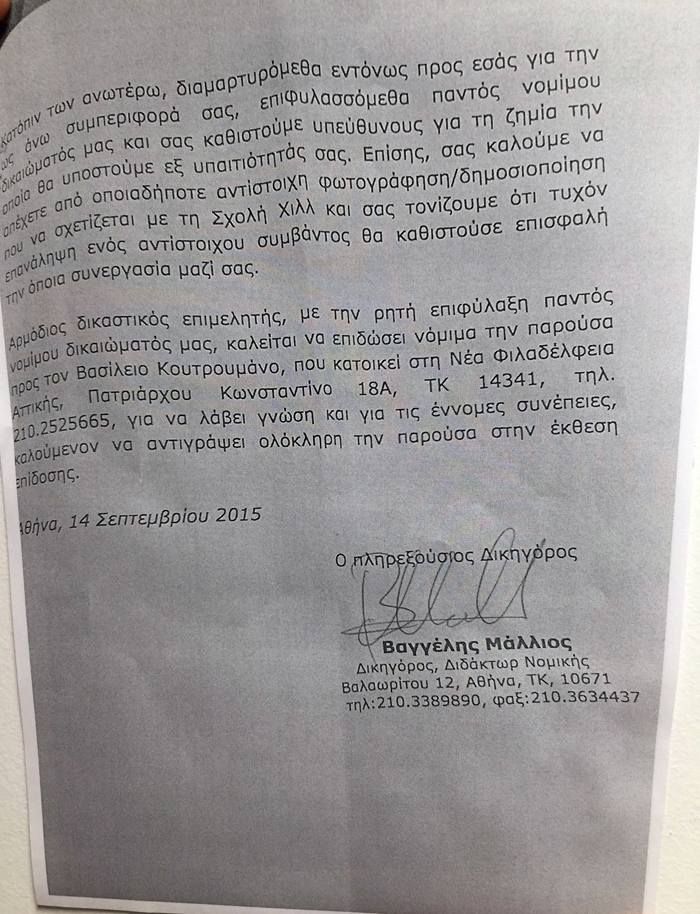 Κατόπιν των ανωτέρω, διαμαρτυρόμεθα εντόνως προς εσάς για την
ως άνω συμπεριφορά σας, επιφυλασσόμεθα παντός νομίμου
δικαιώματός μας και σας καθιστούμε υπεύθυνους για τη ζημία την
οποία θα υποστούμε εξ υπαιτιότητάς σας. Επίσης, σας καλούμε να
απέχετε από οποιαδήποτε αντίστοιχη φωτογράφηση/δημοσιοποίηση
που να σχετίζεται με τη Σχολή Χιλλ και σας τονίζουμε ότι τυχόν
επανάληψη ενός αντίστοιχου συμβάντος θα καθιστούσε επισφαλή
την όποια συνεργασία μαζί σας.
Αρμόδιος δικαστικός επιμελητής, με την ρητή επιφύλαξη παντός
νομίμου δικαιώματός μας, καλείται να επιδώσει νόμιμα την παρούσα
προς τον Βασίλειο Κουτρουμάνο, που κατοικεί στη Νέα Φιλαδέλφεια
Αττικής, Πατριάρχου Κωνσταντίνο 18Α, ΤΚ 14341, τηλ.
210.2525665, για να λάβει γνώση και για τις έννομες συνέπειες,
καλούμενον να αντιγράψει ολόκληρη την παρούσα στην έκθεση
επίδοσης.
Αθήνα, 14 Σεπτεμβρίου 2015
Ο πληρεξούσιος Δικηγόρος
Βαγγέλης Μάλλιος
Δικηγόρος, Διδάκτωρ Νομικής
Βαλαωρίτου 12, Αθήνα, ΤΚ, 10671
τηλ:210.3389890, φαξ:210.3634437